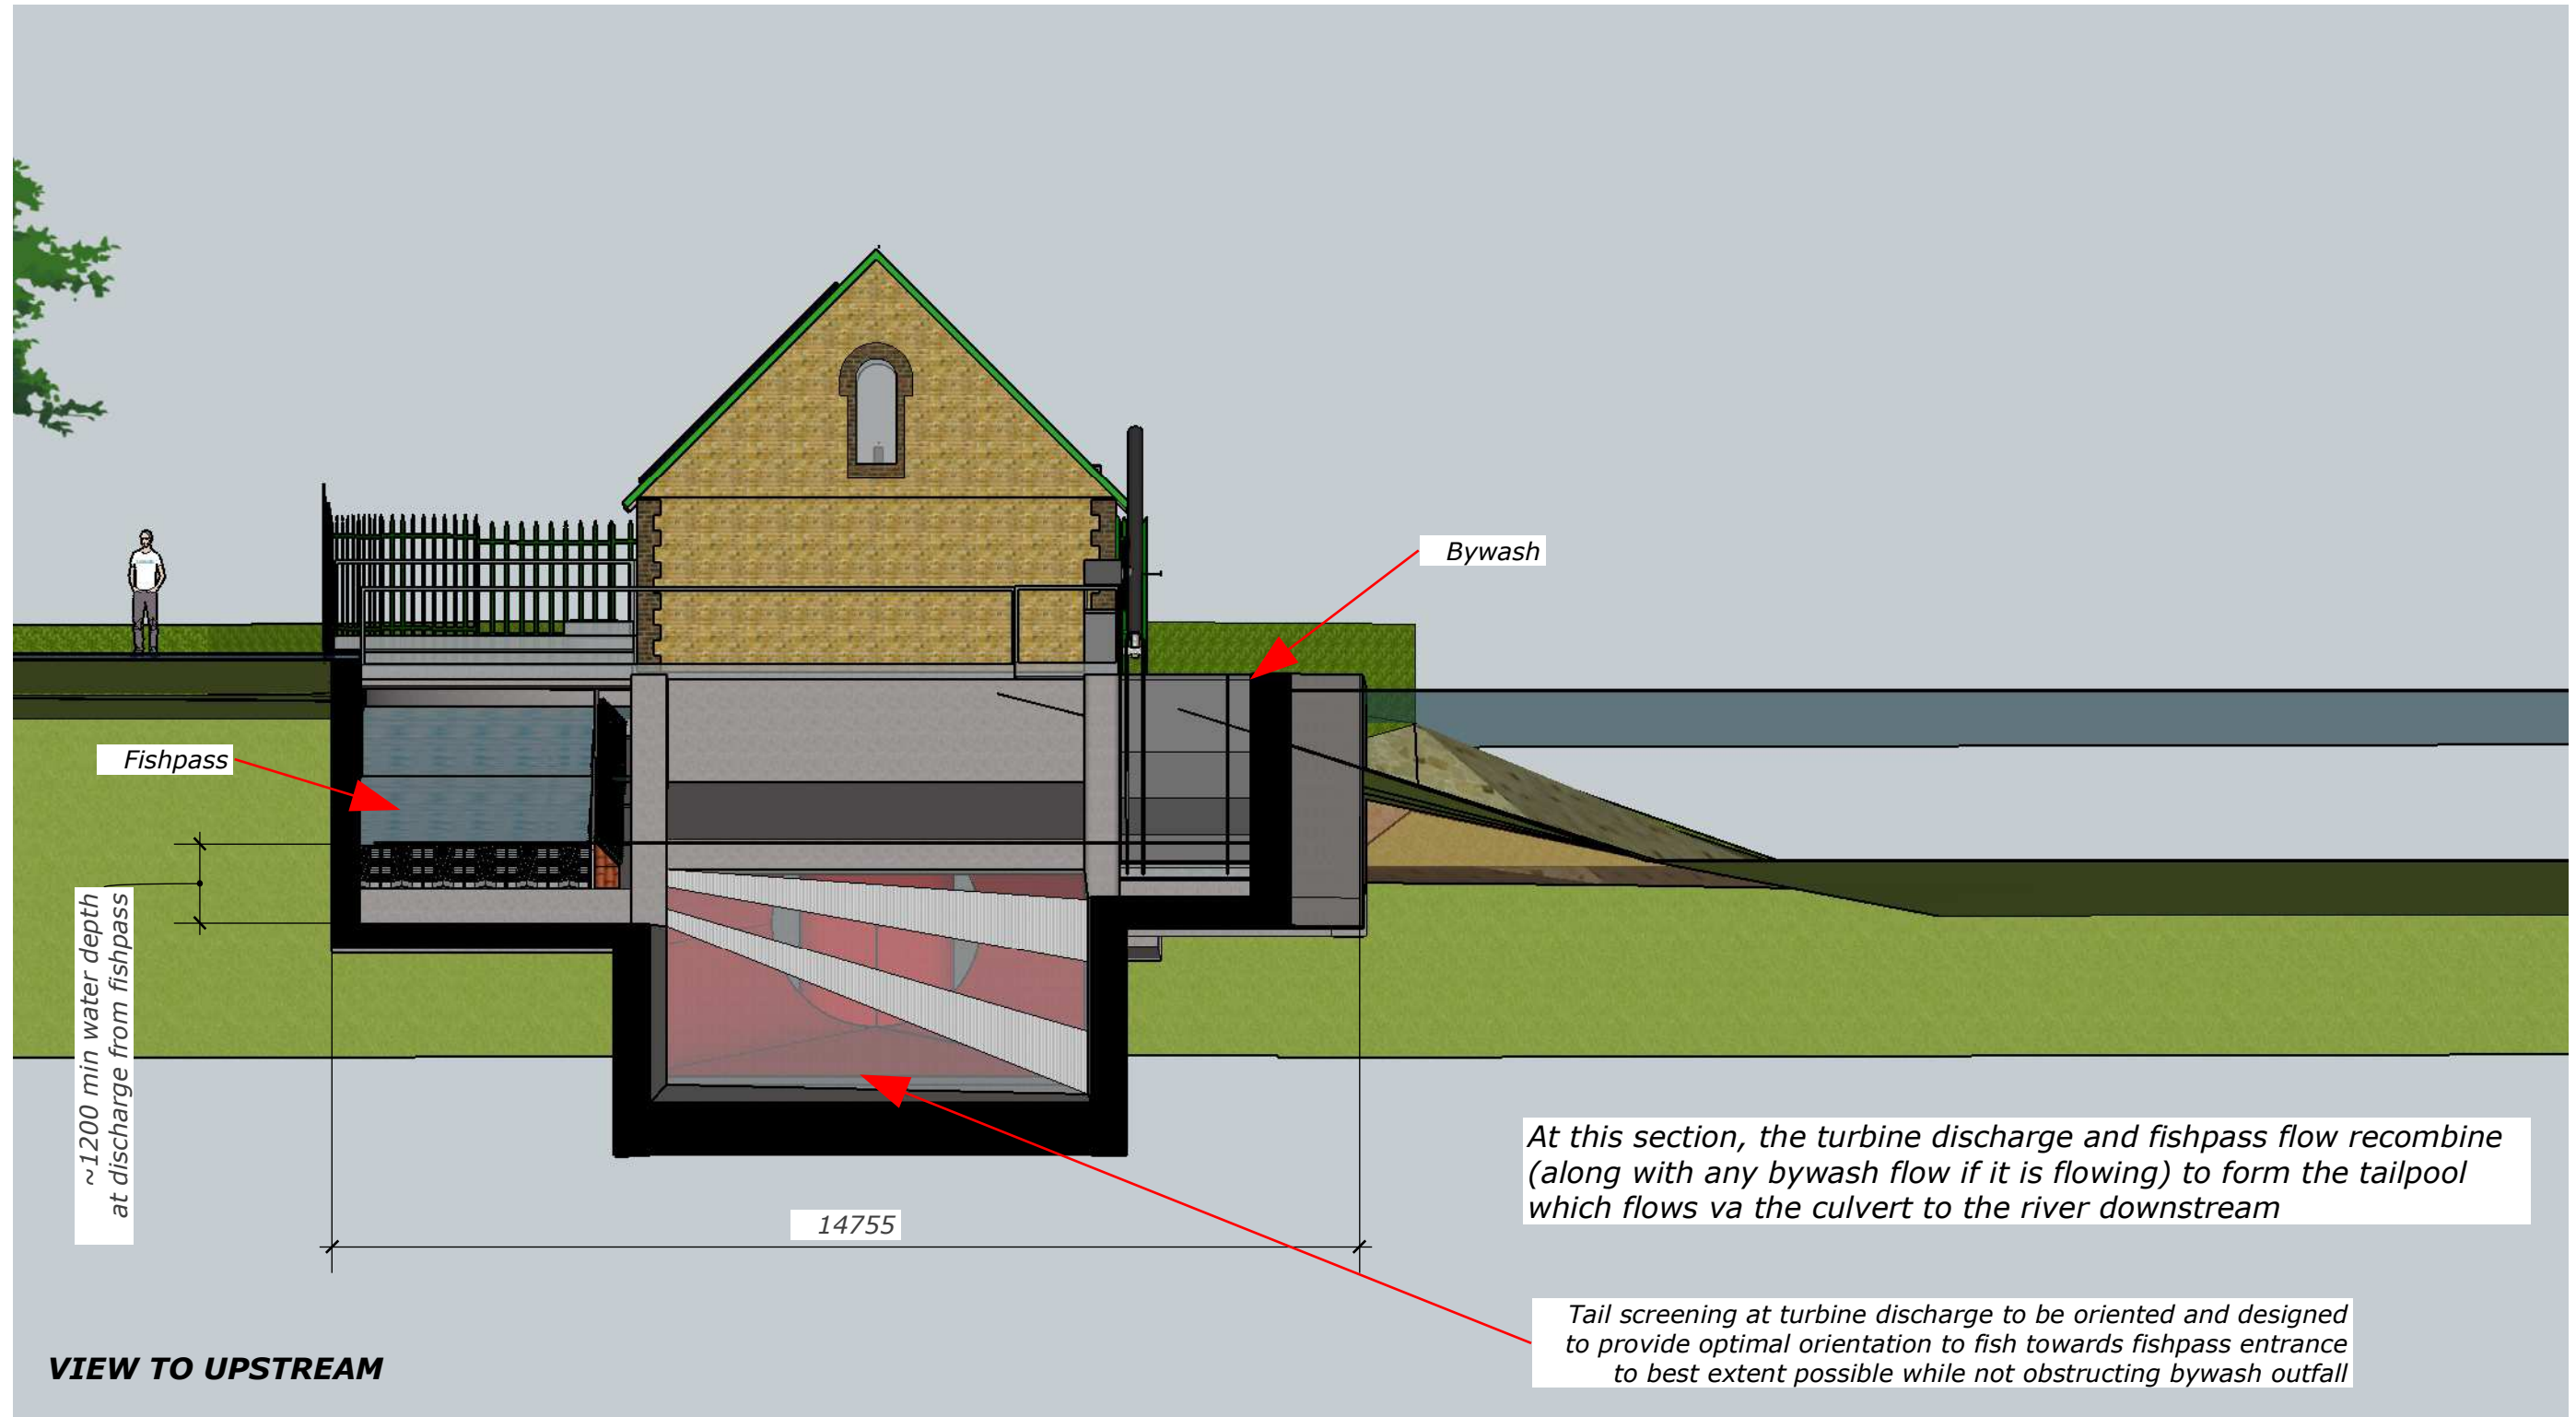 Bywash
Fishpass
~1200 min water depth
at discharge from fishpass
At this section, the turbine discharge and fishpass flow recombine
(along with any bywash flow if it is flowing) to form the tailpool
which flows va the culvert to the river downstream
14755
Tail screening at turbine discharge to be oriented and designed
to provide optimal orientation to fish towards fishpass entrance
to best extent possible while not obstructing bywash outfall
VIEW TO UPSTREAM